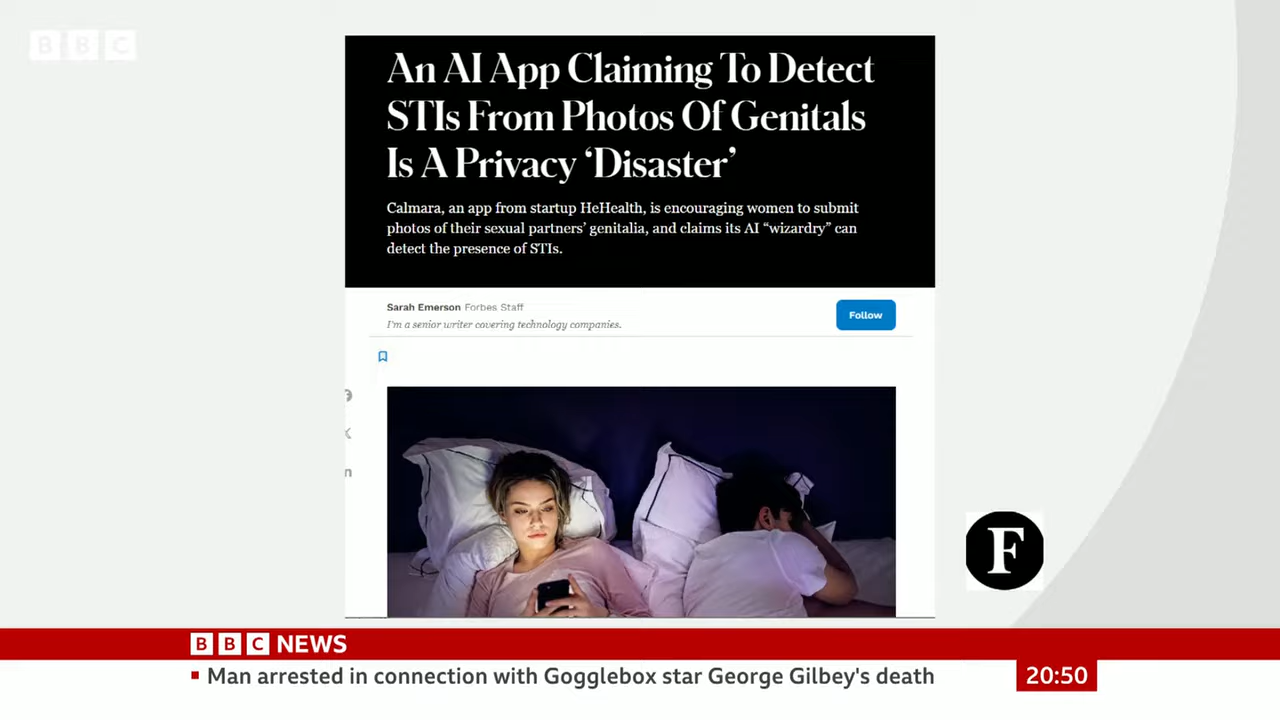 BBC
An AI App Claiming To Detect
STIs From Photos Of Genitals
Is A Privacy ‘Disaster’
Calmara, an app from startup HeHealth, is encouraging women to submit
photos of their sexual partners’ genitalia, and claims its AI “wizardry” can
detect the presence of STIs.
Sarah Emerson Forbes Staff
Follow
I'm a senior writer covering technology companies.
F
BBC NEWS
Man arrested in connection with Gogglebox star George Gilbey's death
20:50